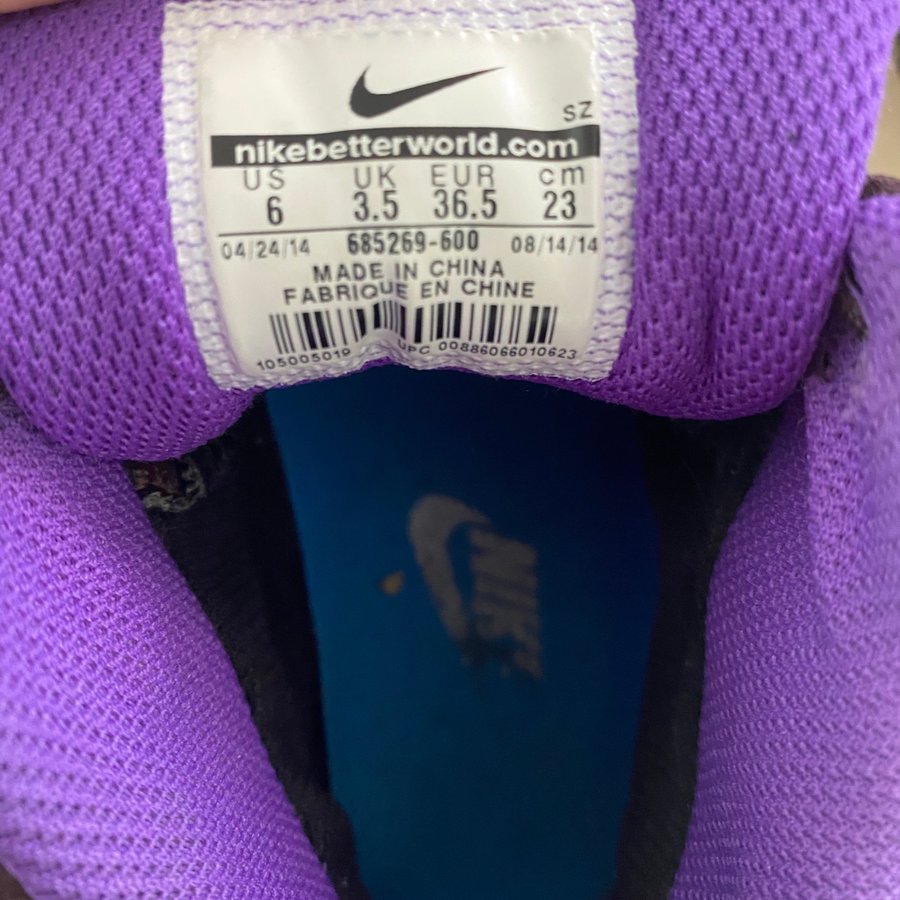 SZ
nikebetterworld.com
US UK EUR cm
6 3.5 36.5 23
04/24/14 685269-600 08/14/14
MADE IN CHINA
FABRIQUE EN CHINE
105005019 UPC 00886066010623
NIKE